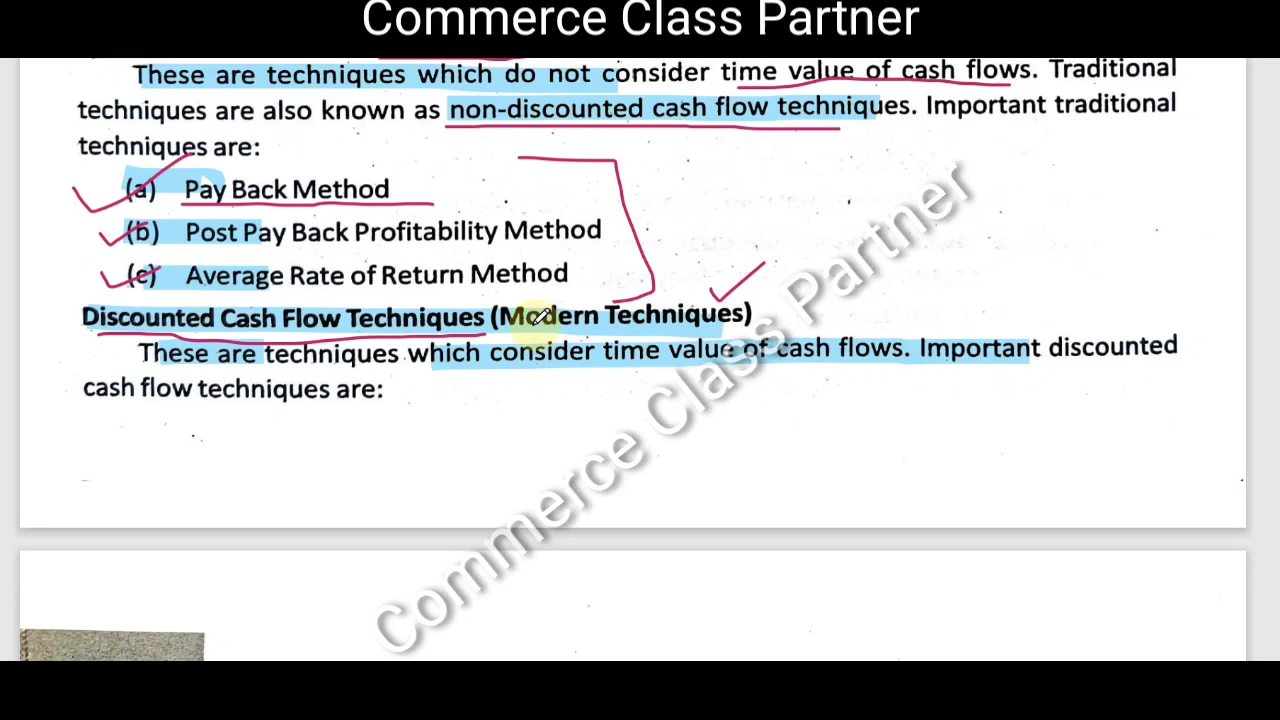 Commerce Class Partner
These are techniques which do not consider time value of cash flows. Traditional
techniques are also known as non-discounted cash flow techniques. Important traditional
techniques are:
(a) Pay Back Method
(b) Post Pay Back Profitability Method
(c) Average Rate of Return Method
Discounted Cash Flow Techniques (Modern Techniques)
These are techniques which consider time value of cash flows. Important discounted
cash flow techniques are:
Commerce Class Partner